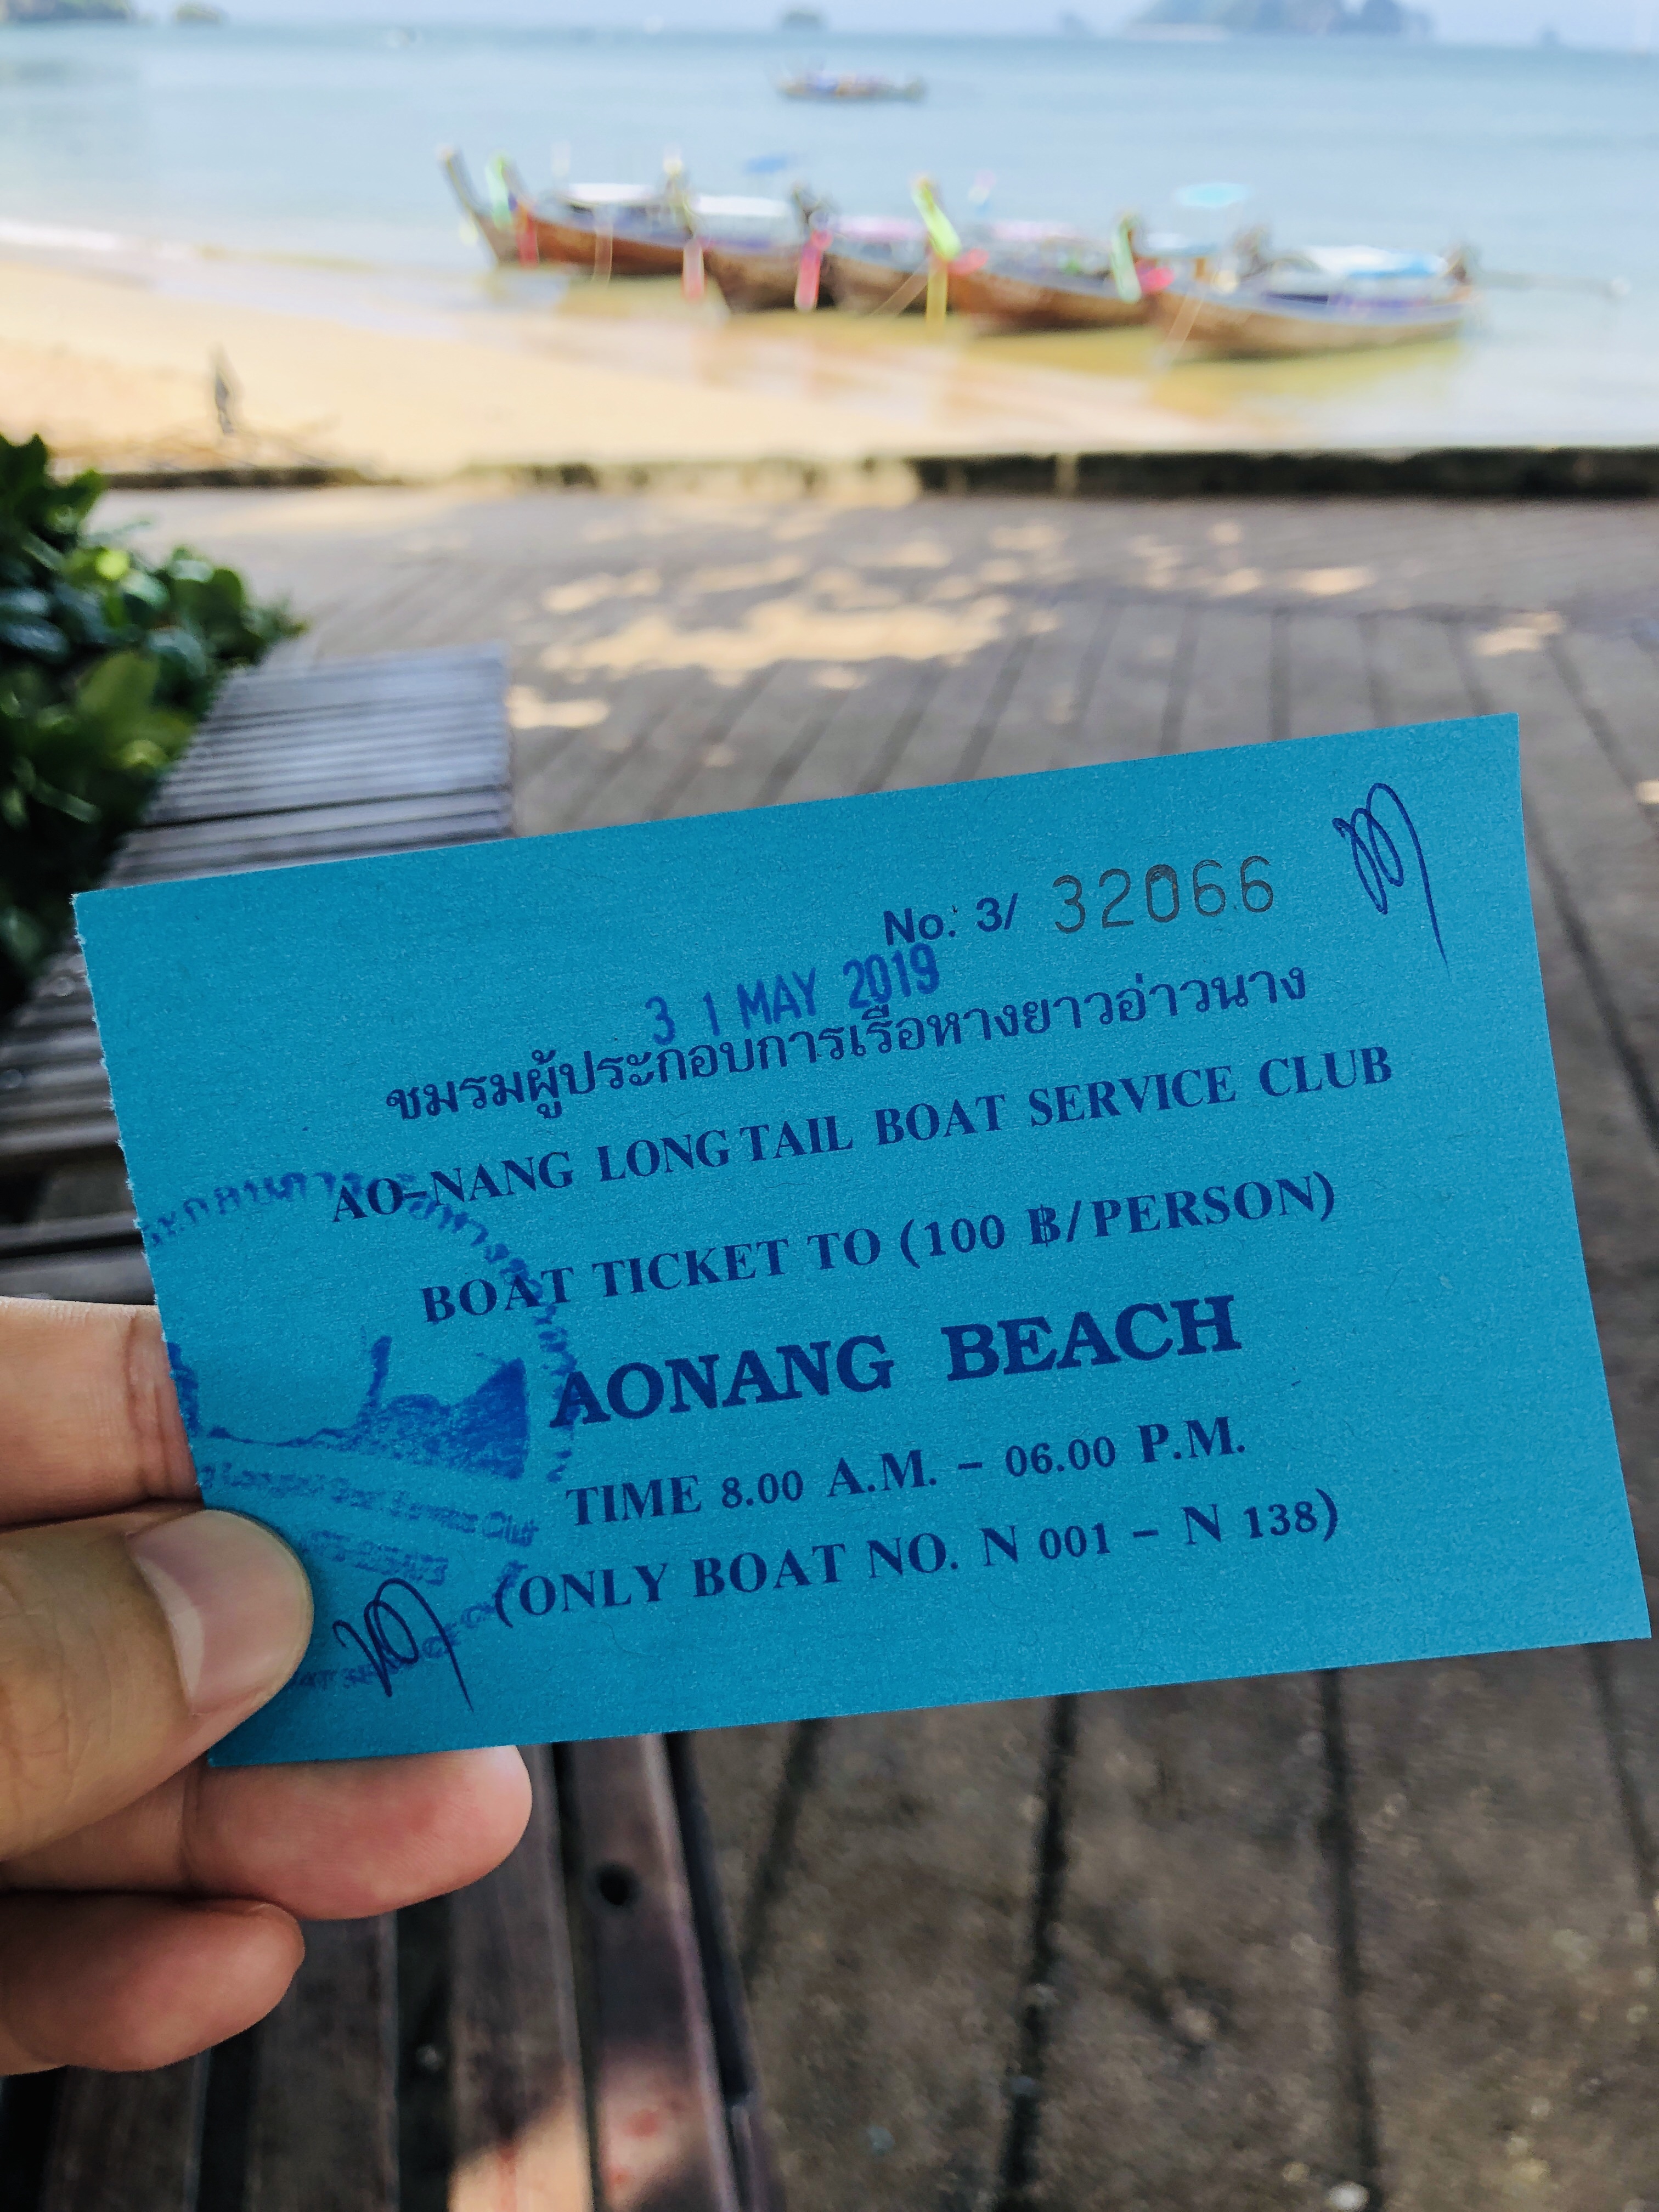 No. 3/ 32066
31 MAY 2019
ชมรมผู้ประกอบการเรือหางยาวอ่าวนาง
AO-NANG LONG TAIL BOAT SERVICE CLUB
BOAT TICKET TO (100 ฿/PERSON)
AONANG BEACH
TIME 8.00 A.M. - 06.00 P.M.
(ONLY BOAT NO. N 001 - N 138)
Boat Service Club